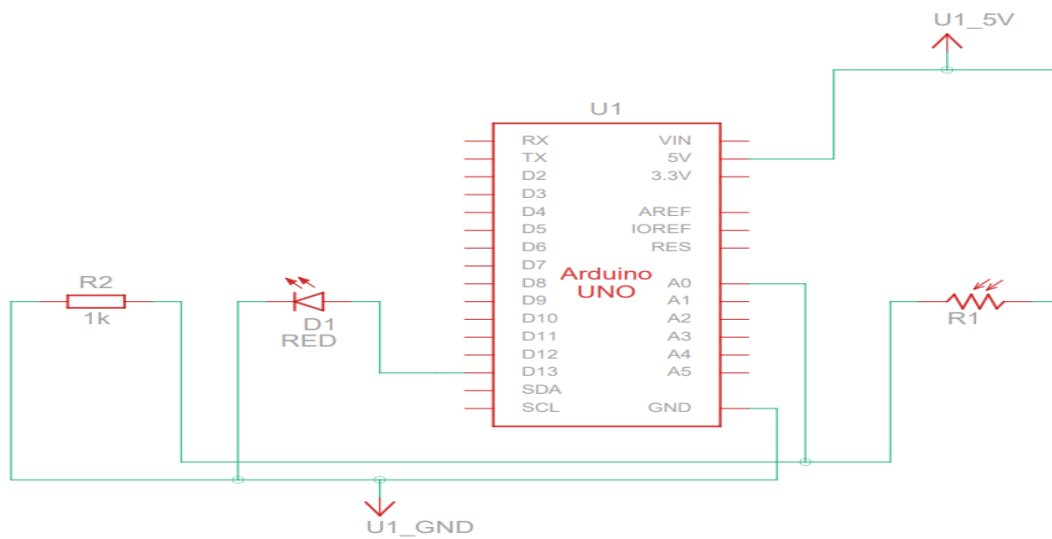 U1_5V
U1
RX
TX
D2
D3
D4
D5
D6
D7
D8
D9
D10
D11
D12
D13
SDA
SCL
VIN
5V
3.3V
AREF
IOREF
RES
A0
A1
A2
A3
A4
A5
GND
Arduino
UNO
R2
1k
D1
RED
R1
U1_GND